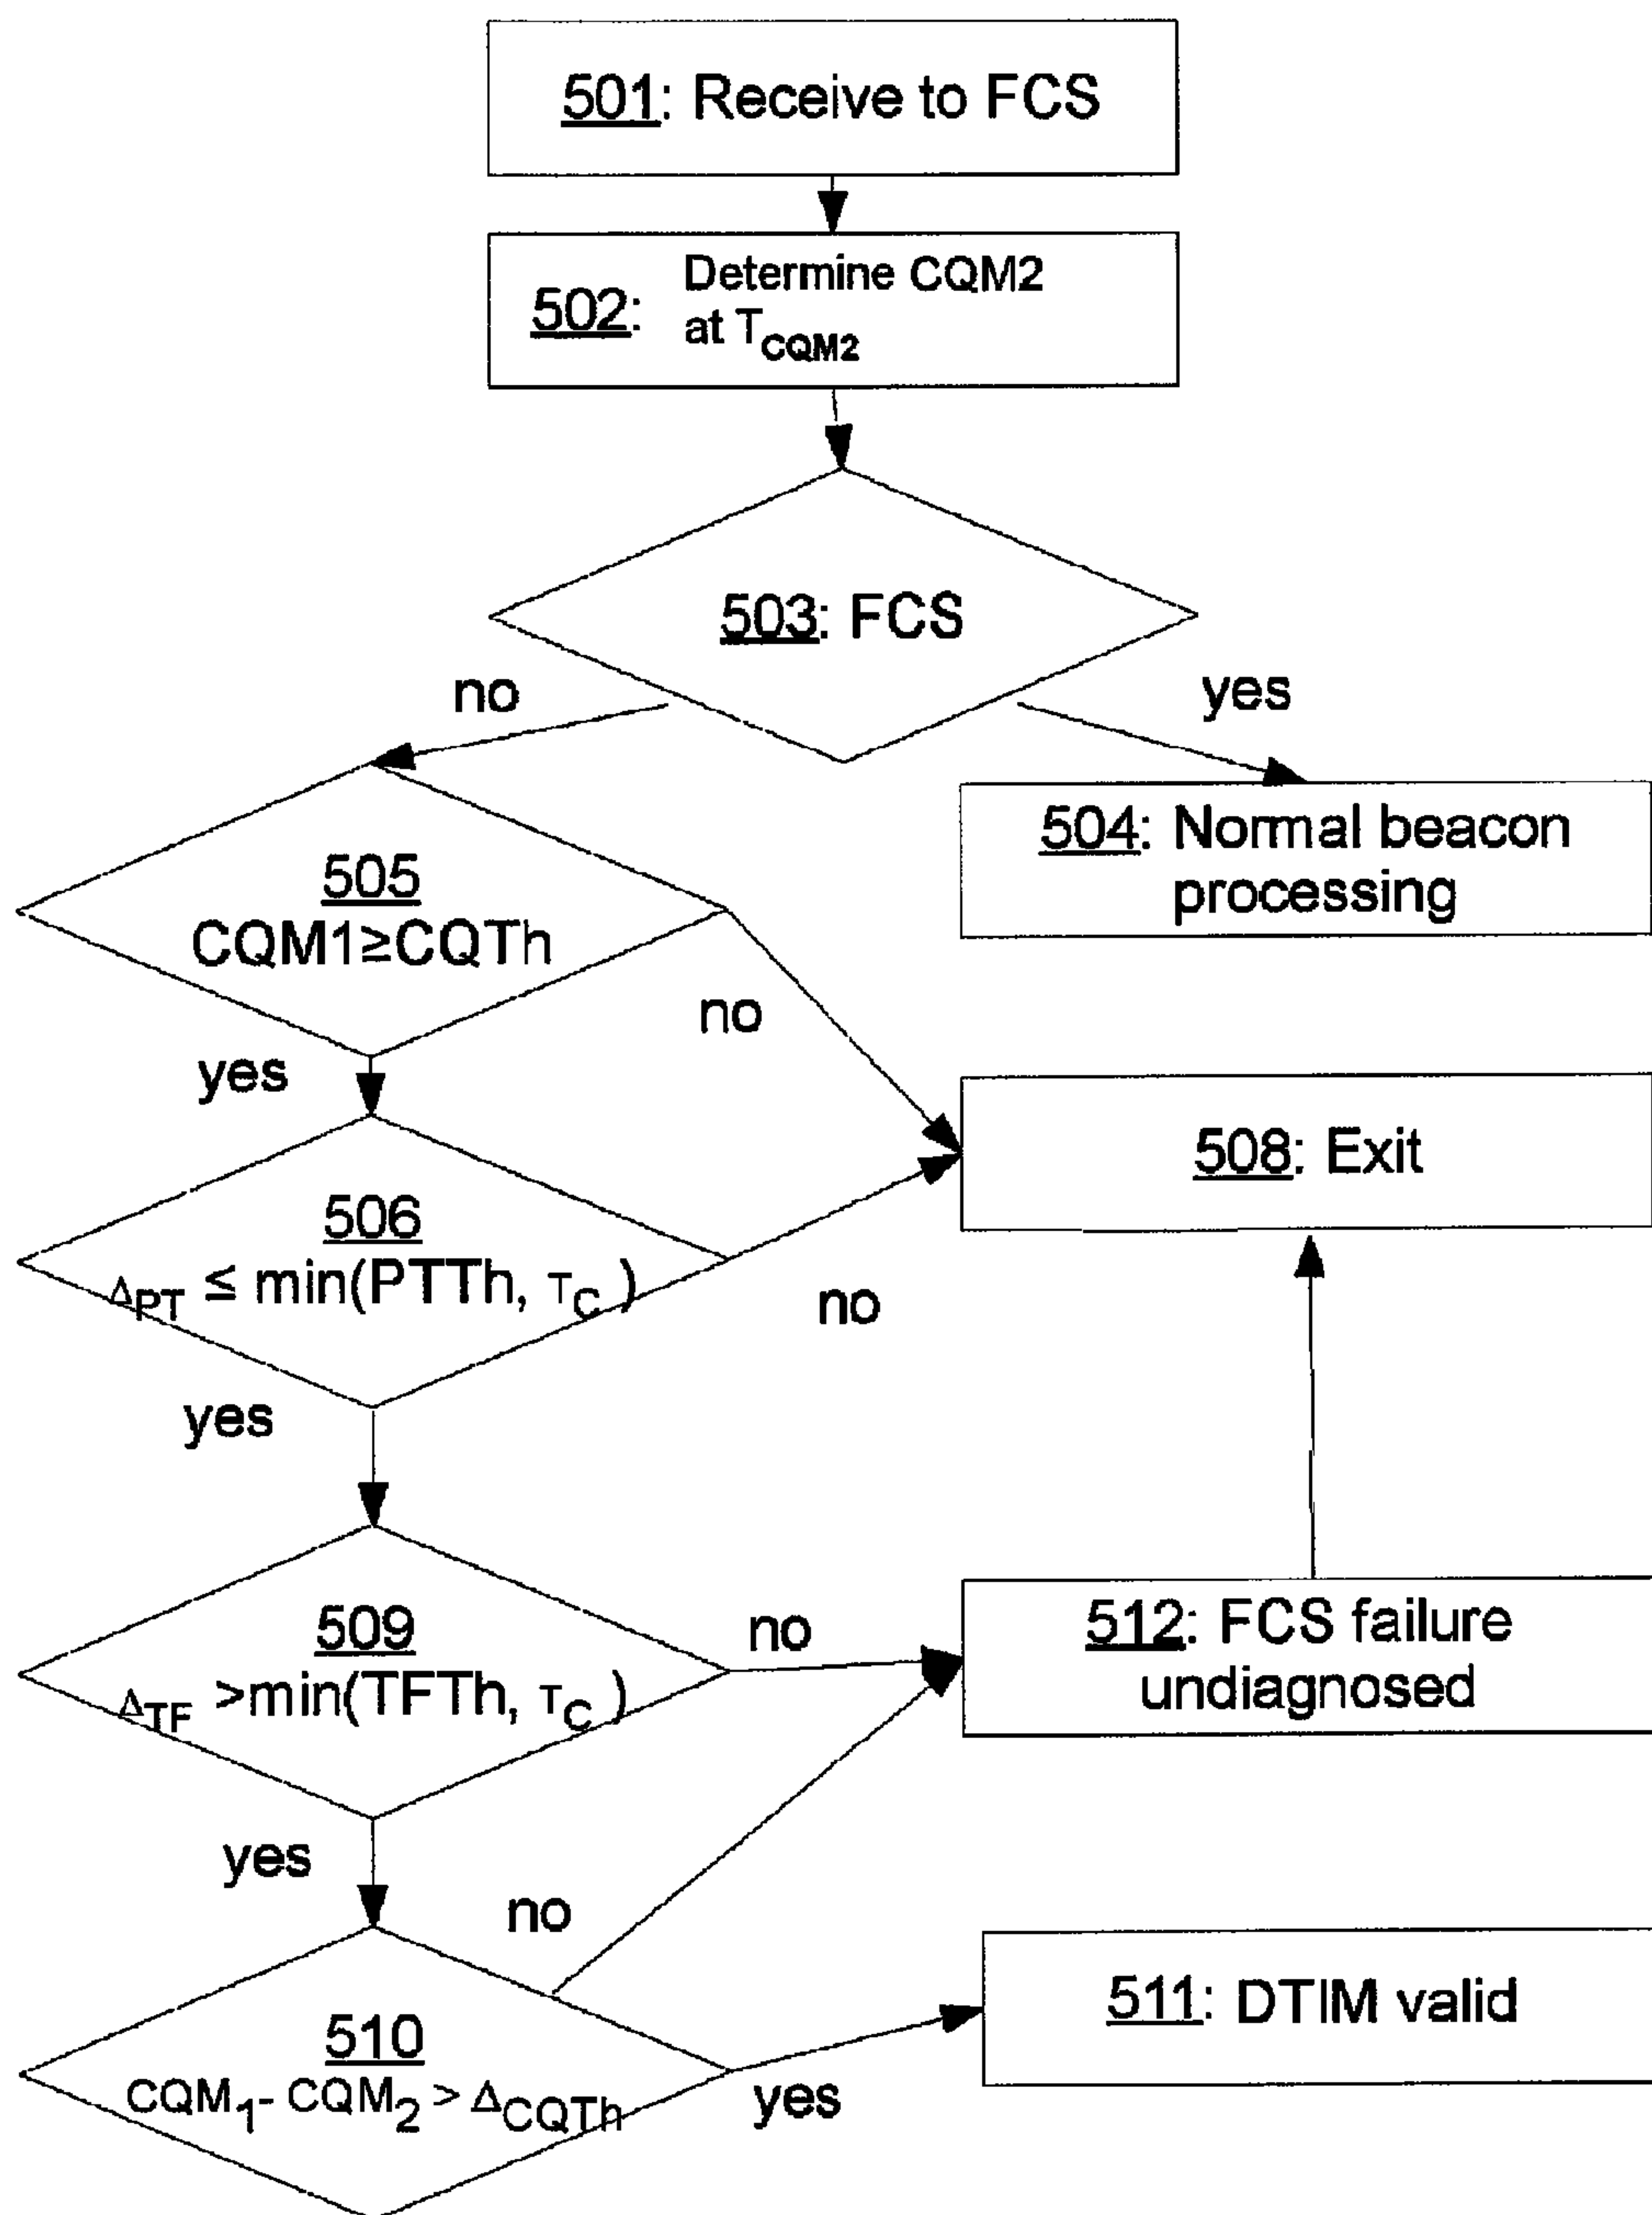 501: Receive to FCS
502: Determine CQM2
at TCQM2
503: FCS
no
yes
504: Normal beacon
processing
505
CQM1≥CQTh
no
yes
508: Exit
506
ΔPT ≤ min(PTTh, τC)
no
yes
509
ΔTF >min(TFTh, τC)
no
512: FCS failure
undiagnosed
yes
no
510
CQM1- CQM2 > ΔCQTh
yes
511: DTIM valid